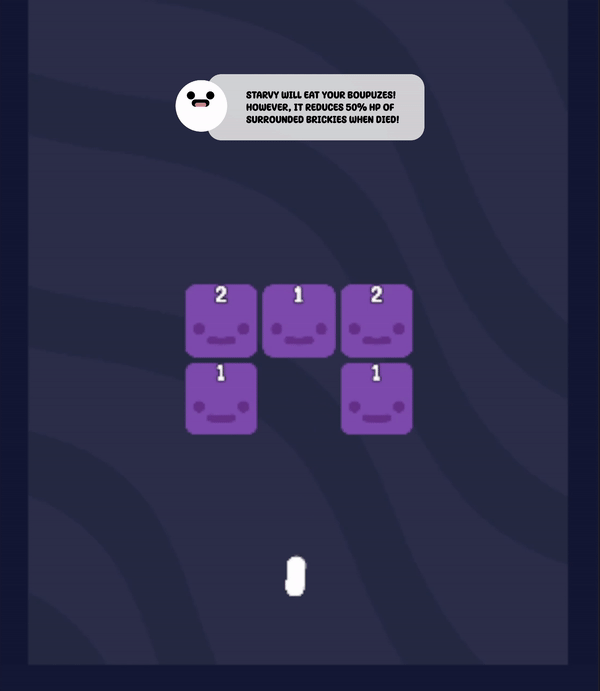 STARVY WILL EAT YOUR BOUPUZES!
HOWEVER, IT REDUCES 50% HP OF
SURROUNDED BRICKIES WHEN DIED!
2 1 2
1 1